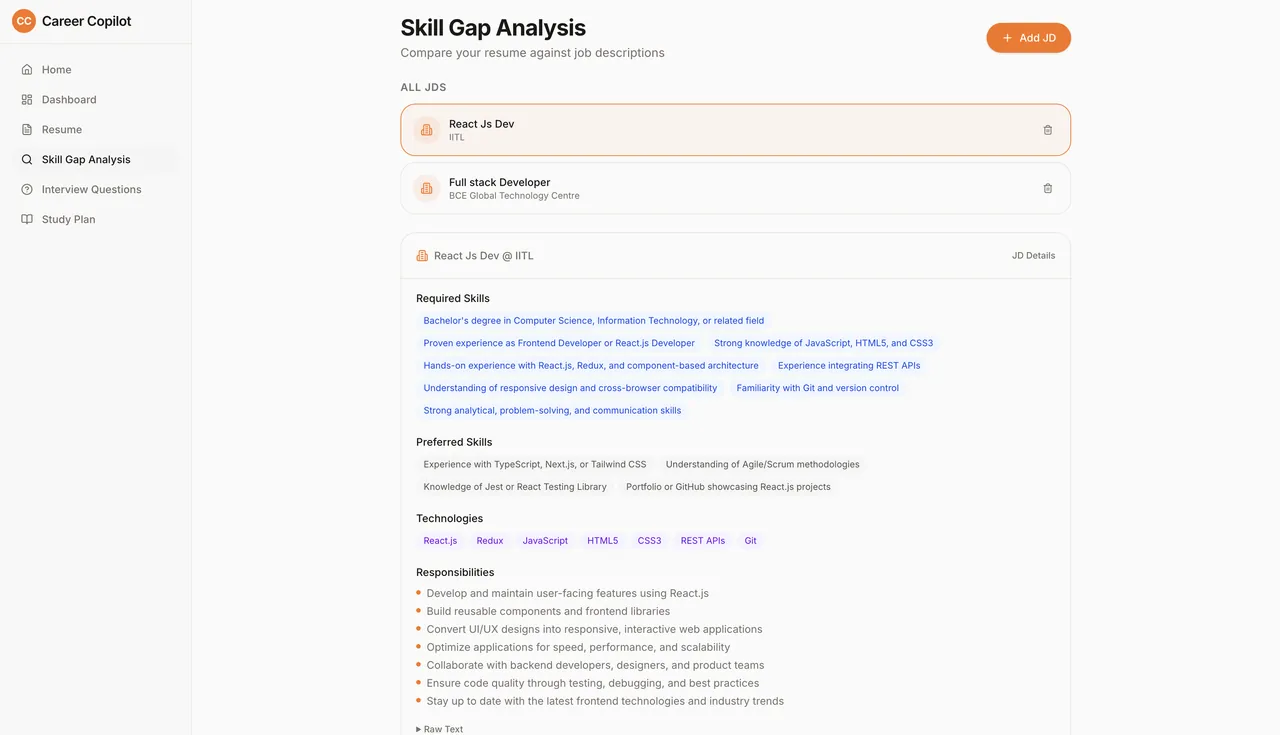 CC Career Copilot
Home
Dashboard
Resume
Skill Gap Analysis
Interview Questions
Study Plan
Skill Gap Analysis
Compare your resume against job descriptions
+ Add JD
ALL JDS
React Js Dev
IITL
Full stack Developer
BCE Global Technology Centre
React Js Dev @ IITL
JD Details
Required Skills
Bachelor's degree in Computer Science, Information Technology, or related field
Proven experience as Frontend Developer or React.js Developer Strong knowledge of JavaScript, HTML5, and CSS3
Hands-on experience with React.js, Redux, and component-based architecture Experience integrating REST APIs
Understanding of responsive design and cross-browser compatibility Familiarity with Git and version control
Strong analytical, problem-solving, and communication skills
Preferred Skills
Experience with TypeScript, Next.js, or Tailwind CSS Understanding of Agile/Scrum methodologies
Knowledge of Jest or React Testing Library Portfolio or GitHub showcasing React.js projects
Technologies
React.js Redux JavaScript HTML5 CSS3 REST APIs Git
Responsibilities
Develop and maintain user-facing features using React.js
Build reusable components and frontend libraries
Convert UI/UX designs into responsive, interactive web applications
Optimize applications for speed, performance, and scalability
Collaborate with backend developers, designers, and product teams
Ensure code quality through testing, debugging, and best practices
Stay up to date with the latest frontend technologies and industry trends
Raw Text